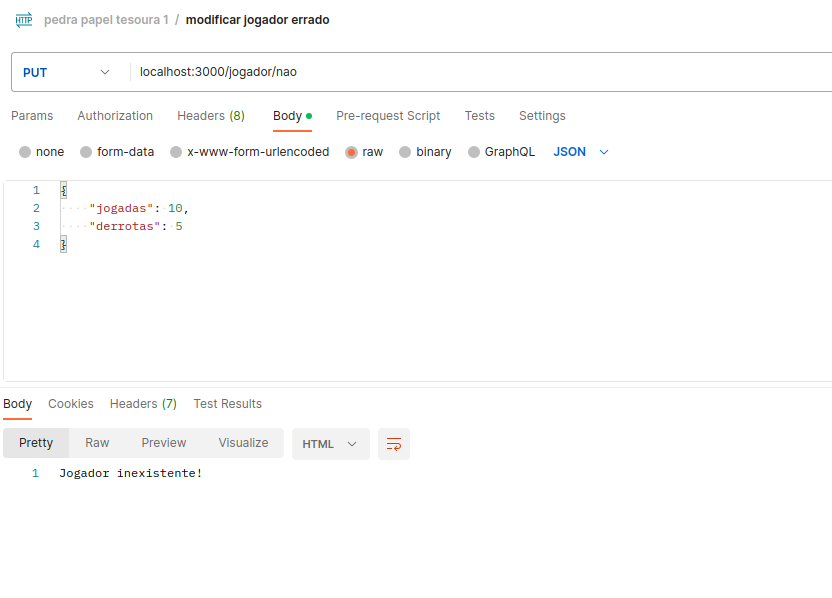 HTTP pedra papel tesoura 1 / modificar jogador errado
PUT localhost:3000/jogador/nao
Params Authorization Headers (8) Body Pre-request Script Tests Settings
none form-data x-www-form-urlencoded raw binary GraphQL JSON
1 {
2 "jogadas": 10,
3 "derrotas": 5
4 }
Body Cookies Headers (7) Test Results
Pretty Raw Preview Visualize HTML
1 Jogador inexistente!